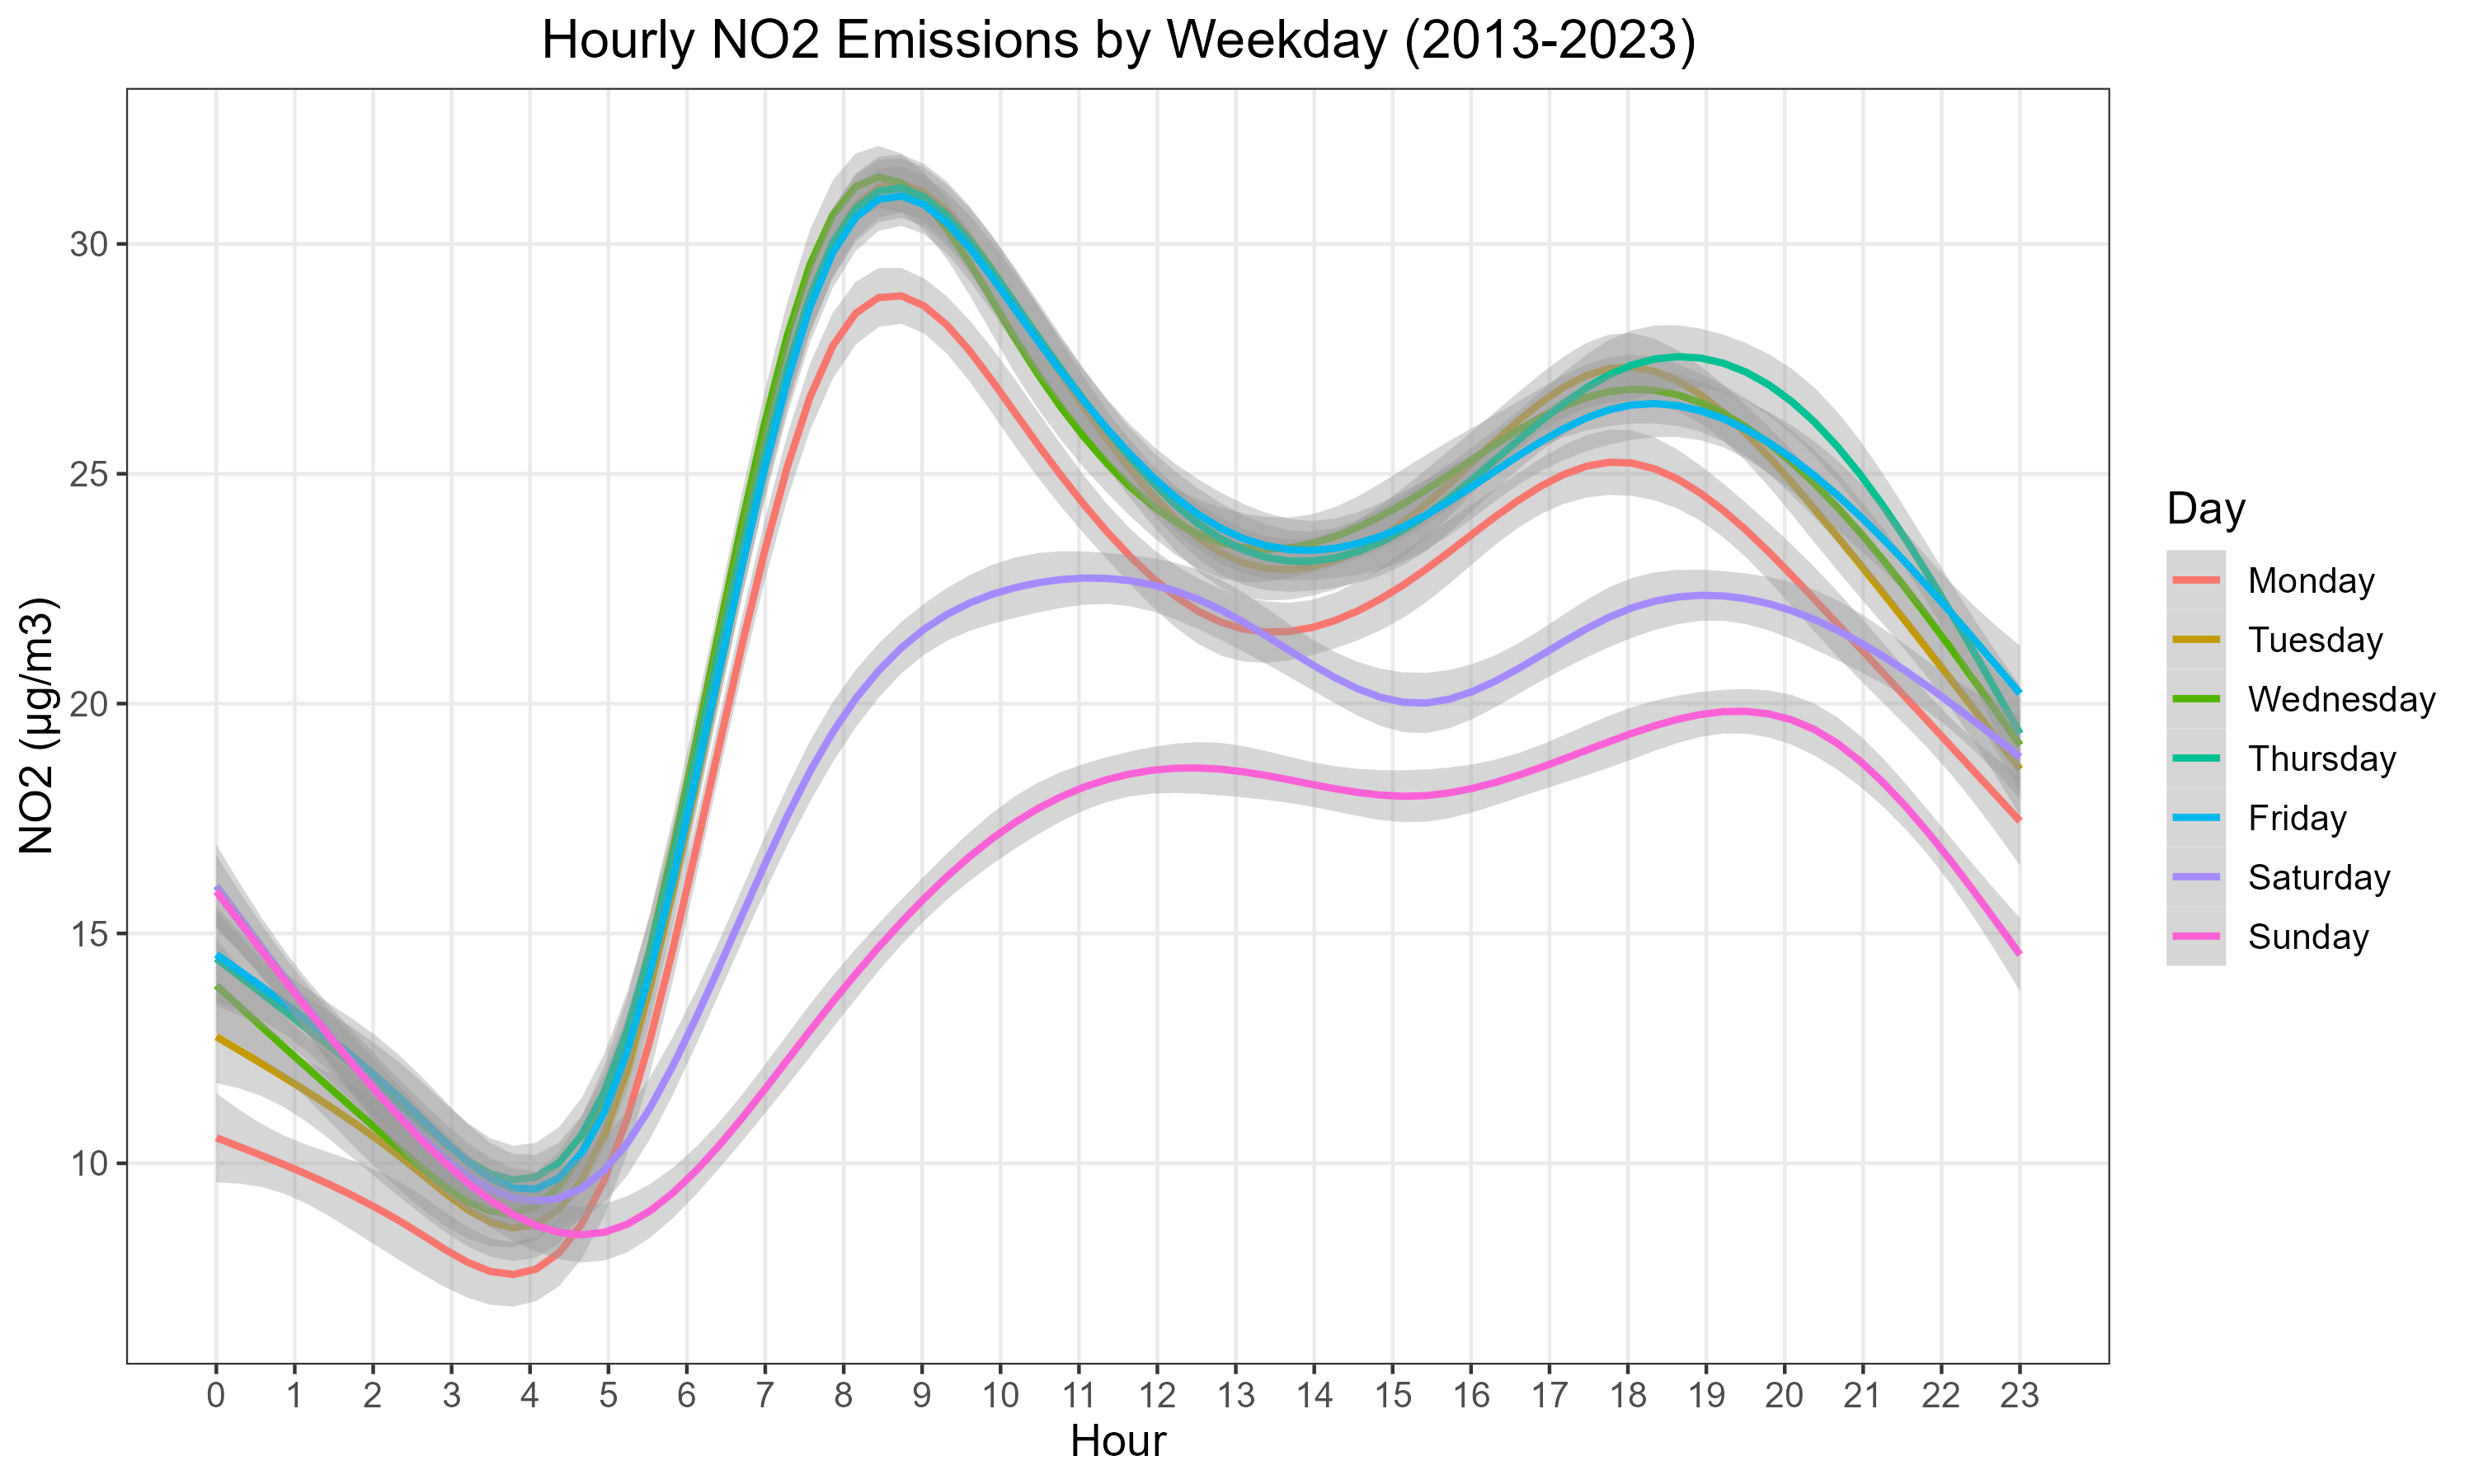 Hourly NO2 Emissions by Weekday (2013-2023)
30
25
20
15
10
NO2 (µg/m3)
0 1 2 3 4 5 6 7 8 9 10 11 12 13 14 15 16 17 18 19 20 21 22 23
Hour
Day
Monday
Tuesday
Wednesday
Thursday
Friday
Saturday
Sunday